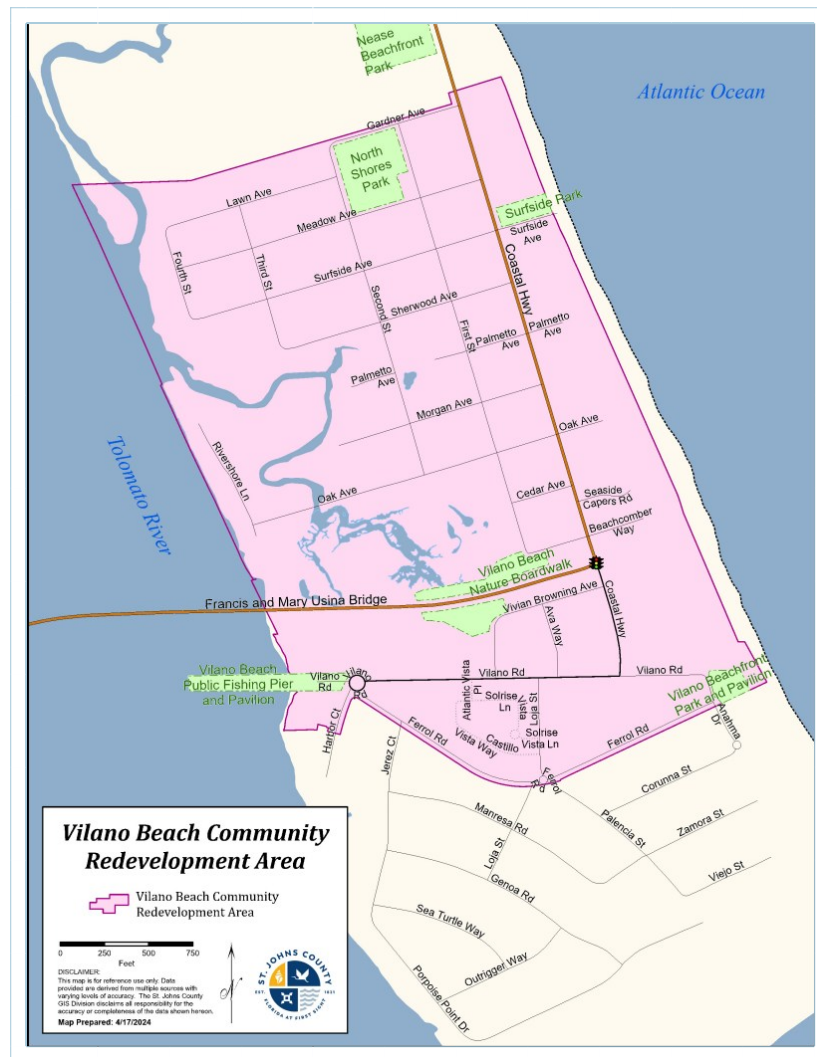 Nease
Beachfront
Park
Atlantic Ocean
Gardner Ave
North
Shores
Park
Lawn Ave
Meadow Ave
Surfside Park
Surfside
Ave
Fourth St
Third St
Surfside Ave
Coastal Hwy
Second St
Sherwood Ave
First St
Palmetto
Ave
Palmetto
Ave
Palmetto
Ave
Morgan Ave
Oak Ave
Rivershore Ln
Tolomato River
Oak Ave
Cedar Ave
Seaside
Capers Rd
Beachcomber
Way
Vilano Beach
Nature Boardwalk
Francis and Mary Usina Bridge
Vivian Browning Ave
Ava Way
Coastal Hwy
Vilano Beach
Public Fishing Pier
and Pavilion
Vilano
Rd
Vilano
Rd
Vilano Rd
Vilano Rd
Vilano Beachfront
Park and Pavilion
Atlantic Vista
Pl
Solrise
Ln
Loja St
Vista
Castillo
Vista Way
Solrise
Vista Ln
Anahma
Dr
Harbor Ct
Ferrol Rd
Jerez Ct
Ferrol Rd
Ferrol
Rd
Corunna St
Manresa Rd
Palencia St
Zamora St
Loja St
Viejo St
Genoa Rd
Sea Turtle Way
Outrigger Way
Porpoise Point Dr
Vilano Beach Community
Redevelopment Area
Vilano Beach Community
Redevelopment Area
0 250 500 750
Feet
N
DISCLAIMER:
This map is for reference use only. Data
provided are derived from multiple sources with
varying levels of accuracy. The St. Johns County
GIS Division disclaims all responsibility for the
accuracy or completeness of the data shown hereon.
Map Prepared: 4/17/2024
ST. JOHNS COUNTY
EST. 1821
FLORIDA AT FIRST SIGHT